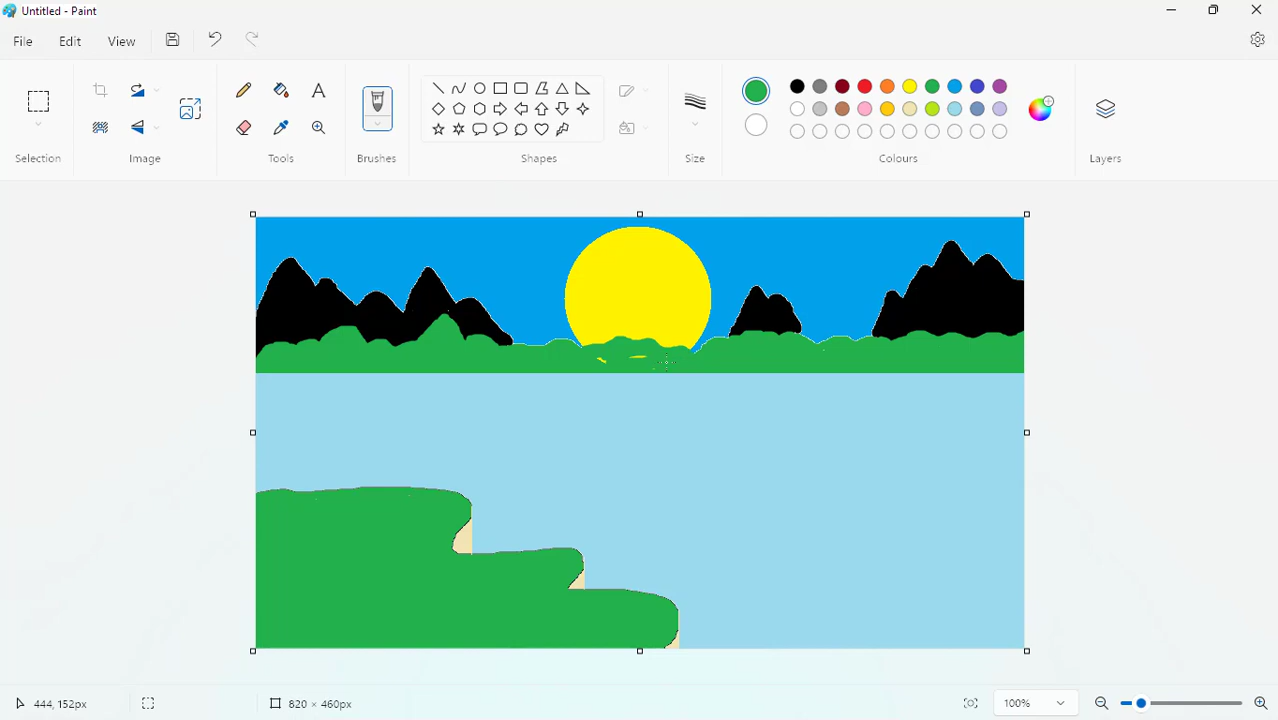 Untitled - Paint
File Edit View
Selection Image Tools Brushes Shapes Size Colours Layers
444, 152px 820 × 460px 100%